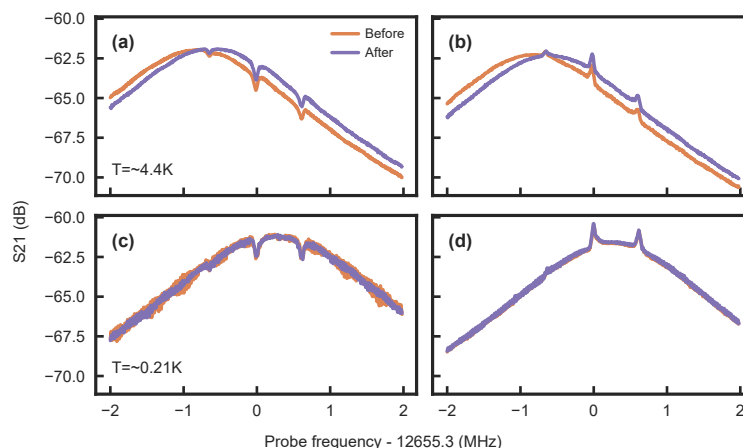 −60.0
−62.5
−65.0
−67.5
−70.0
(a)
Before
After
T=~4.4K
(b)
S21 (dB)
−60.0
−62.5
−65.0
−67.5
−70.0
(c)
T=~0.21K
(d)
−2 −1 0 1 2 −2 −1 0 1 2
Probe frequency - 12655.3 (MHz)